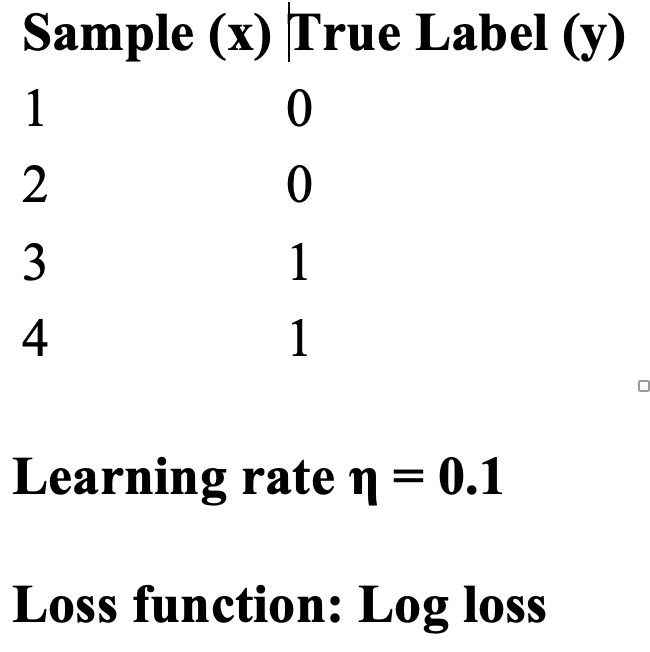 Sample (x) True Label (y)
1 0
2 0
3 1
4 1
Learning rate η = 0.1
Loss function: Log loss